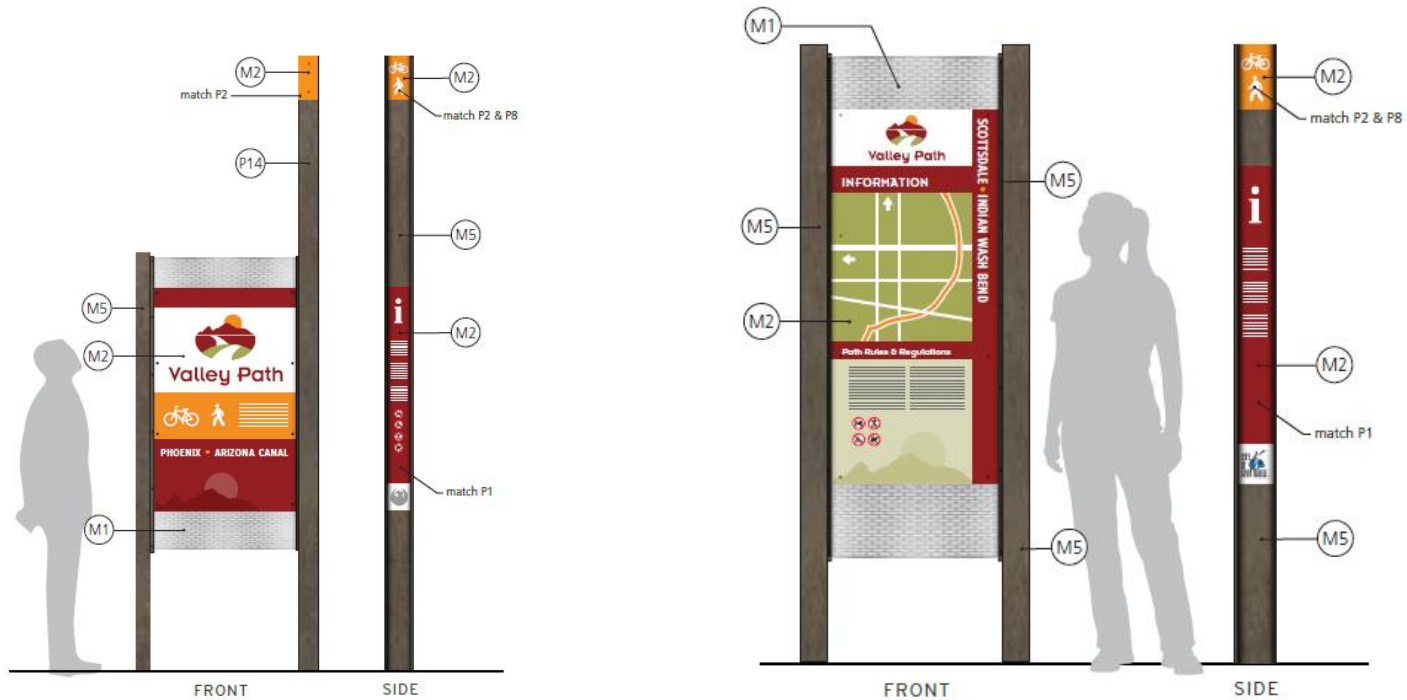 M2
match P2
M2
match P2 & P8
P14
M5
M5
M2
i
M2
Valley Path
PHOENIX • ARIZONA CANAL
match P1
M1
FRONT
SIDE
M1
M2
match P2 & P8
Valley Path
SCOTTSDALE • INDIAN WASH BEND
INFORMATION
M5
M5
i
M2
Path Rules & Regulations
M2
match P1
M5
M5
FRONT
SIDE